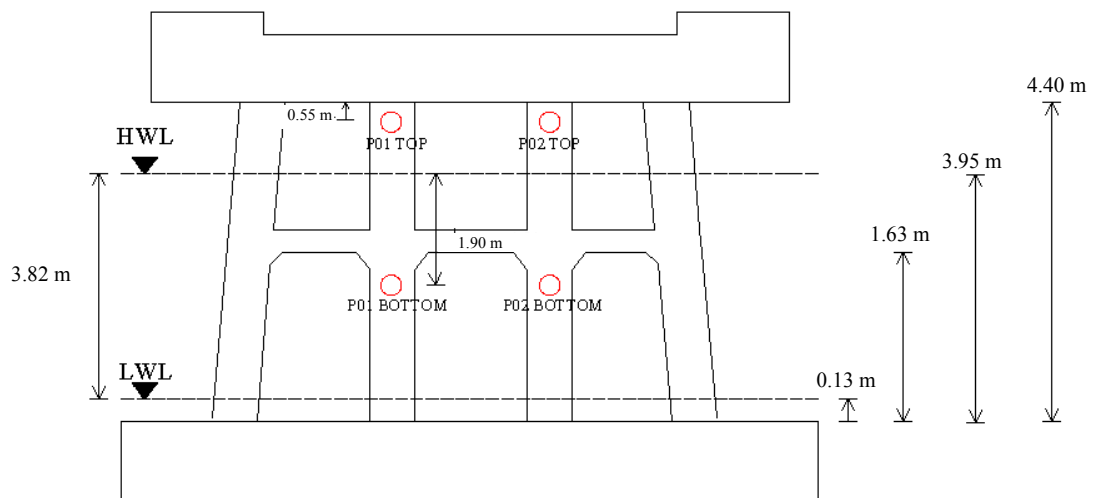 4.40 m
0.55 m.
HWL
P01 TOP
P02 TOP
3.95 m
1.63 m
1.90 m
3.82 m
P01 BOTTOM
P02 BOTTOM
LWL
0.13 m